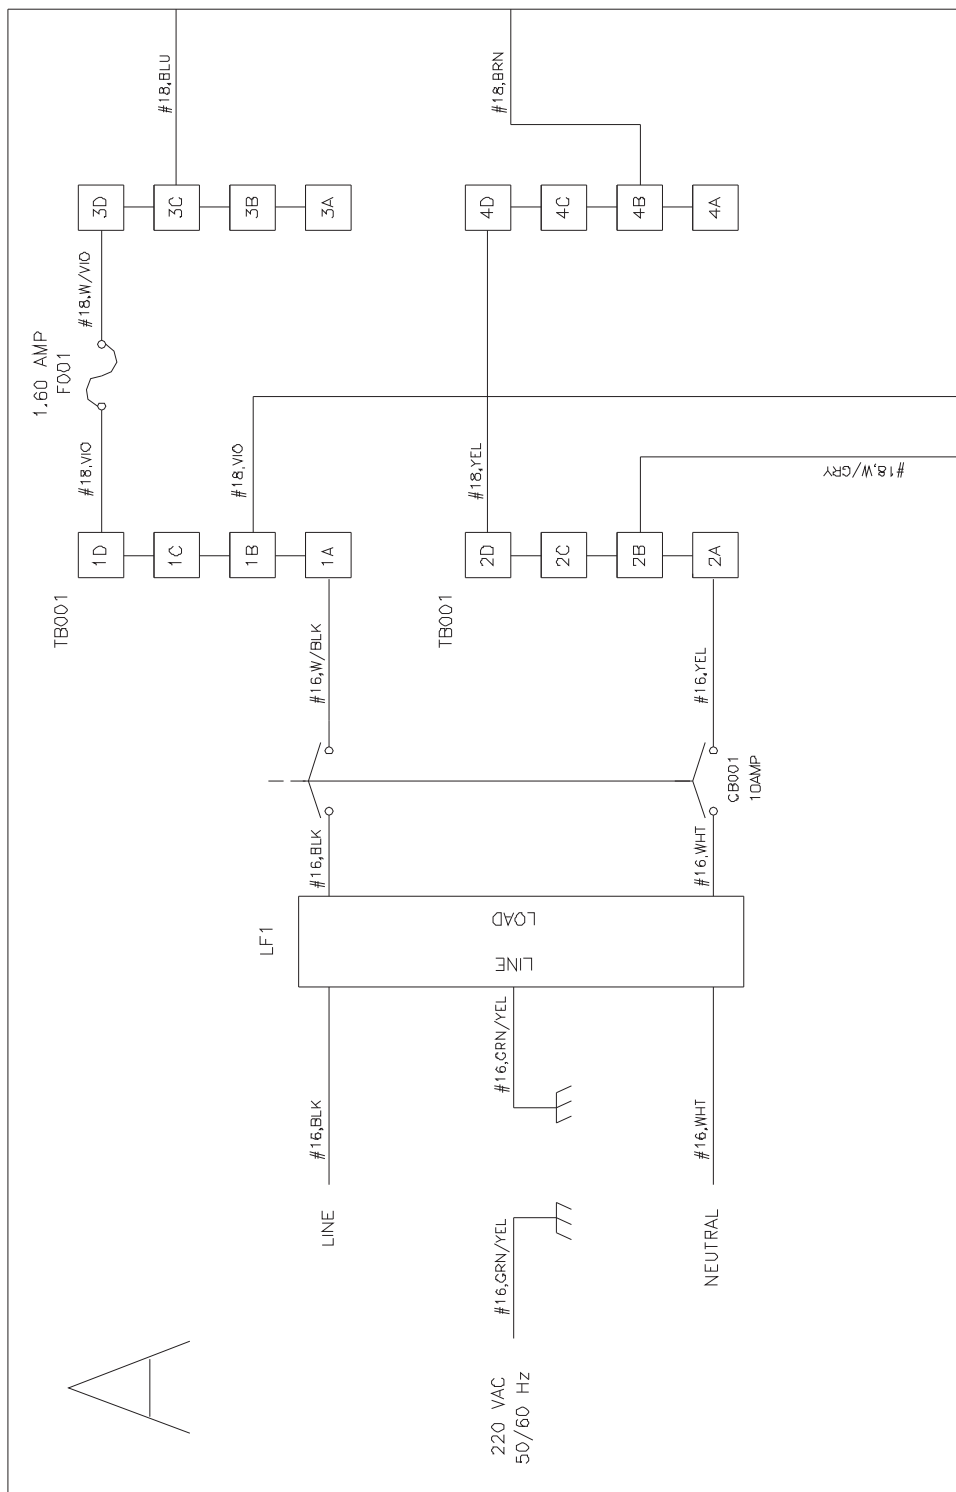 A
220 VAC
50/60 Hz
LINE
NEUTRAL
#16,GRN/YEL
#16,BLK
#16,GRN/YEL
#16,WHT
LF1
LINE
LOAD
#16,BLK
#16,WHT
CB001
10AMP
#16,W/BLK
#16,YEL
TB001
1D
1C
1B
1A
TB001
2D
2C
2B
2A
#18,VIO
#18,VIO
#18,YEL
#18,W/GRY
1.60 AMP
F001
#18,W/VIO
3D
3C
3B
3A
4D
4C
4B
4A
#18,BLU
#18,BRN